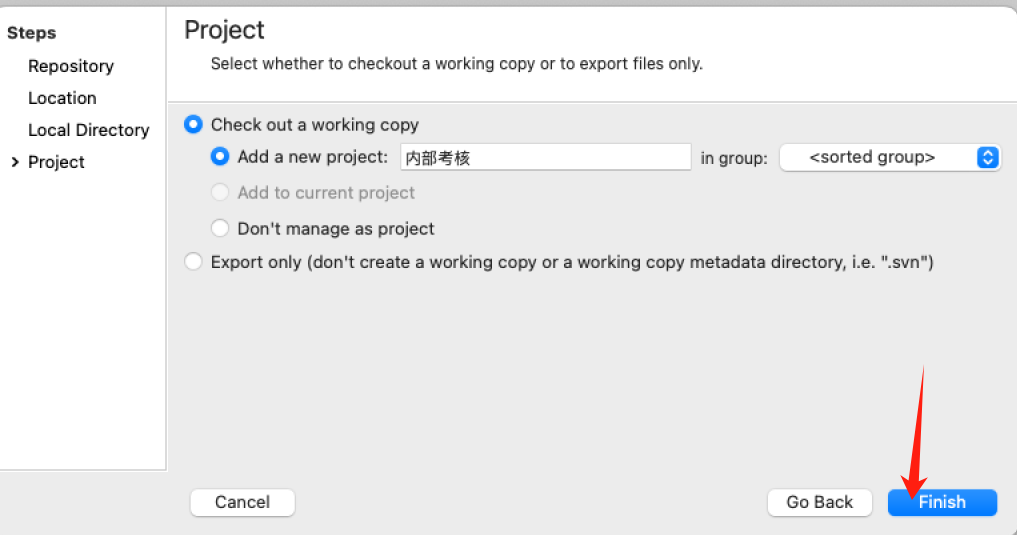 Steps
Repository
Location
Local Directory
Project
Project
Select whether to checkout a working copy or to export files only.
Check out a working copy
Add a new project: 内部考核 in group: <sorted group>
Add to current project
Don't manage as project
Export only (don't create a working copy or a working copy metadata directory, i.e. ".svn")
Cancel Go Back Finish